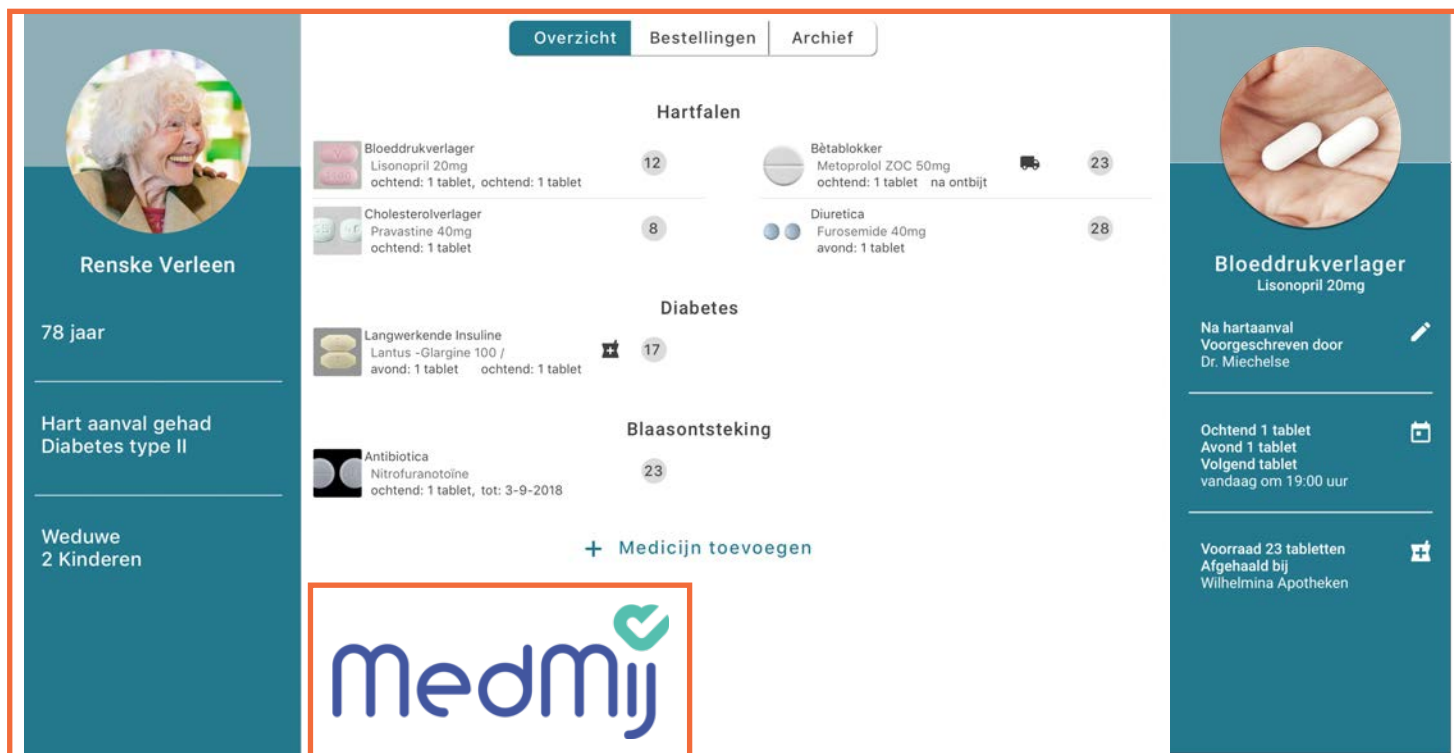 Overzicht Bestellingen Archief
Renske Verleen
78 jaar
Hart aanval gehad
Diabetes type II
Weduwe
2 Kinderen
Hartfalen
Bloeddrukverlager
Lisonopril 20mg
ochtend: 1 tablet, ochtend: 1 tablet
12
Bètablokker
Metoprolol ZOC 50mg
ochtend: 1 tablet na ontbijt
23
Cholesterolverlager
Pravastine 40mg
ochtend: 1 tablet
8
Diuretica
Furosemide 40mg
avond: 1 tablet
28
Diabetes
Langwerkende Insuline
Lantus -Glargine 100 /
avond: 1 tablet ochtend: 1 tablet
17
Blaasontsteking
Antibiotica
Nitrofuranotoïne
ochtend: 1 tablet, tot: 3-9-2018
23
+ Medicijn toevoegen
MedMij
Bloeddrukverlager
Lisonopril 20mg
Na hartaanval
Voorgeschreven door
Dr. Miechelse
Ochtend 1 tablet
Avond 1 tablet
Volgend tablet
vandaag om 19:00 uur
Voorraad 23 tabletten
Afgehaald bij
Wilhelmina Apotheken